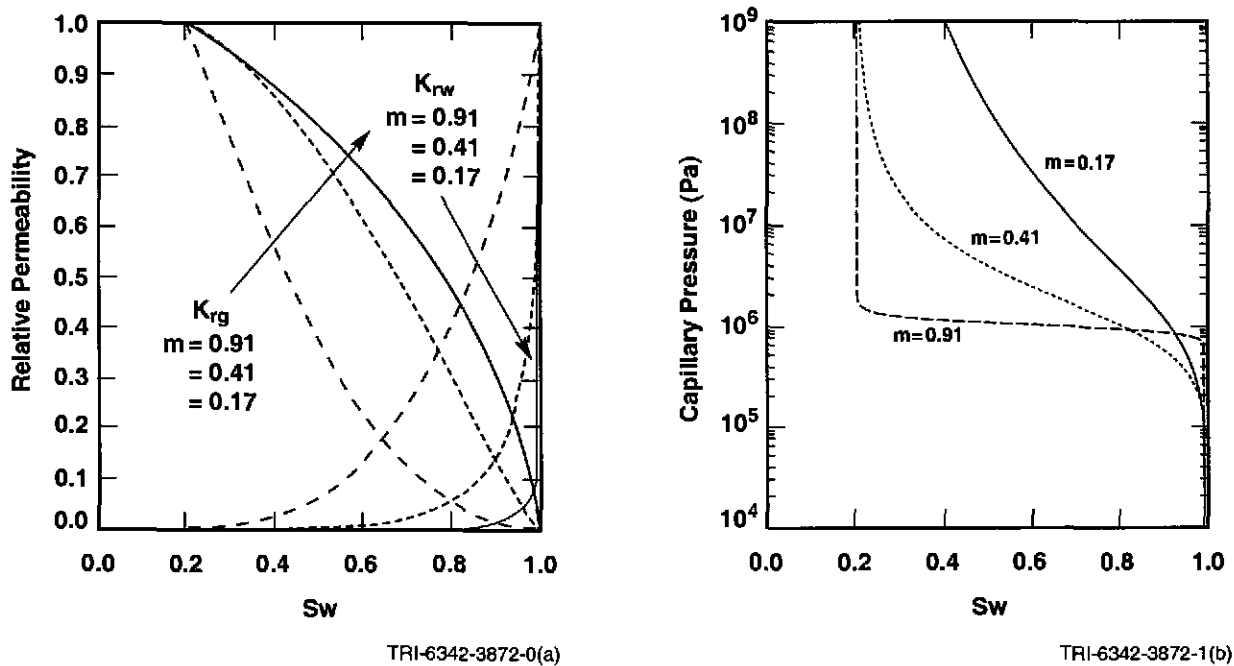 1.0
0.9
0.8
0.7
0.6
0.5
0.4
0.3
0.2
0.1
0.0
Relative Permeability
Krw
m = 0.91
= 0.41
= 0.17
Krg
m = 0.91
= 0.41
= 0.17
0.0 0.2 0.4 0.6 0.8 1.0
Sw
TRI-6342-3872-0(a)
10^9
10^8
10^7
10^6
10^5
10^4
Capillary Pressure (Pa)
m=0.17
m=0.41
m=0.91
0.0 0.2 0.4 0.6 0.8 1.0
Sw
TRI-6342-3872-1(b)